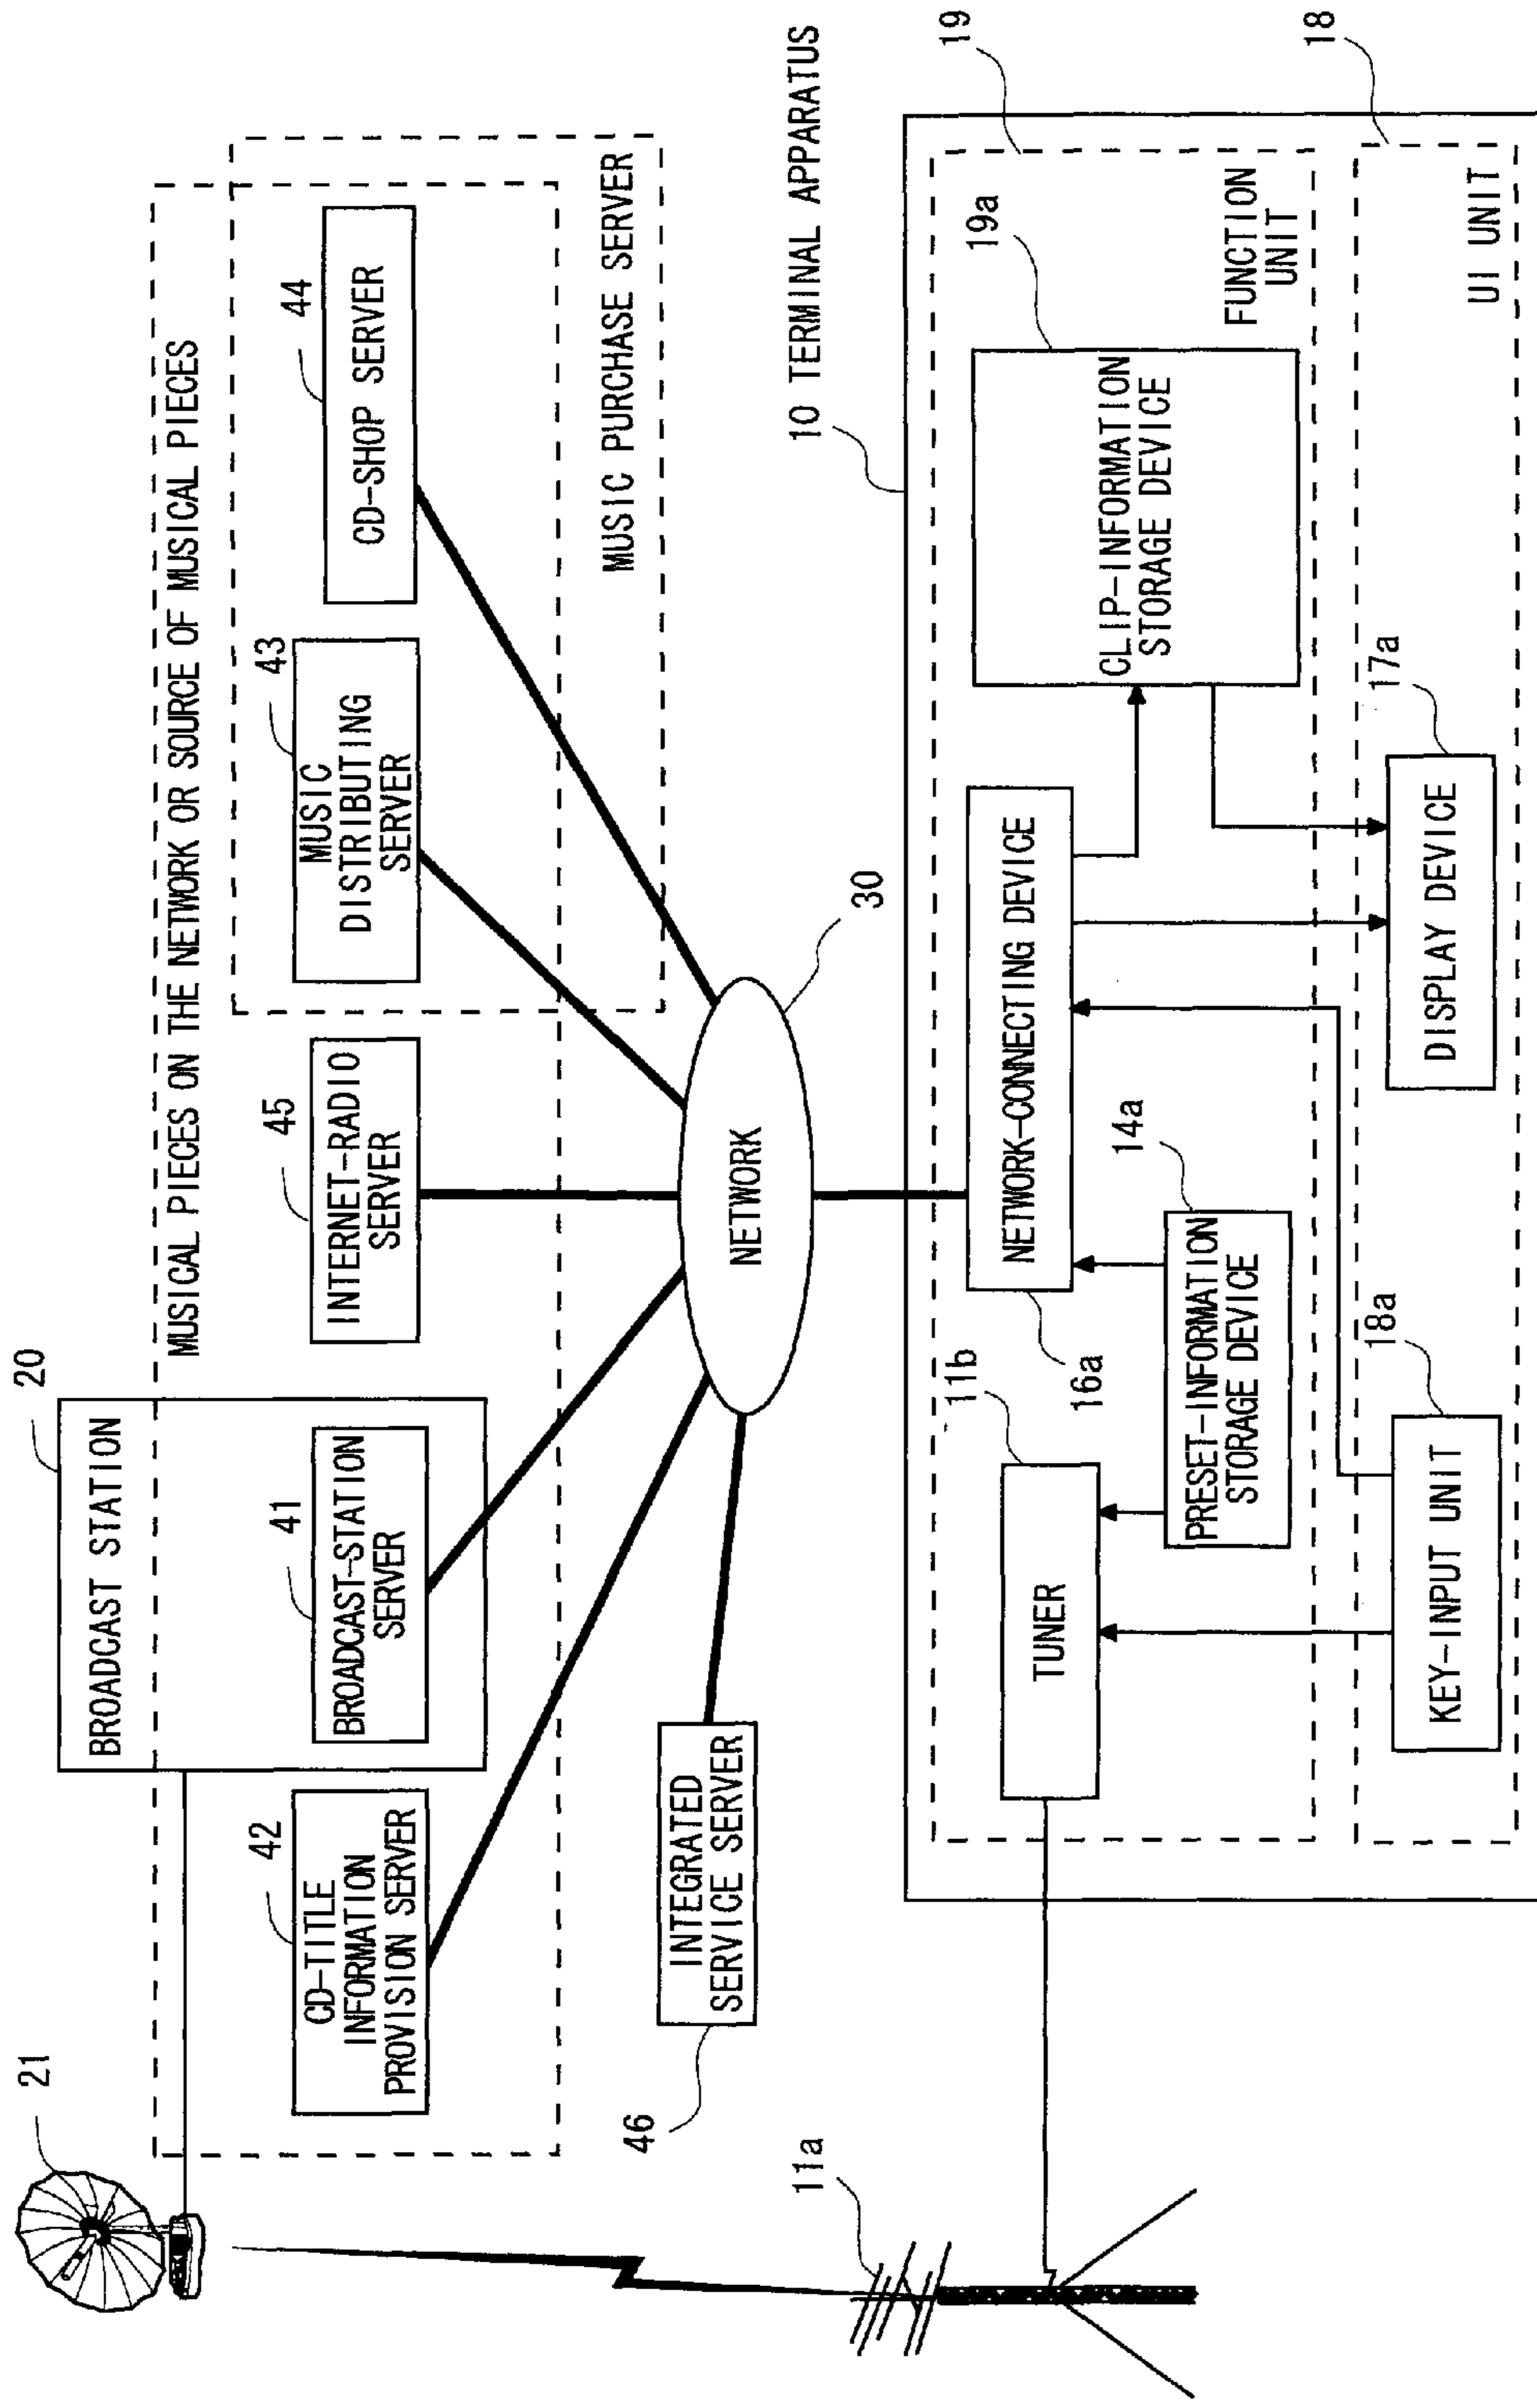 21
20
BROADCAST STATION
MUSICAL PIECES ON THE NETWORK OR SOURCE OF MUSICAL PIECES
42
CD-TITLE
INFORMATION
PROVISION SERVER
41
BROADCAST-STATION
SERVER
45
INTERNET-RADIO
SERVER
43
MUSIC
DISTRIBUTING
SERVER
44
CD-SHOP SERVER
MUSIC PURCHASE SERVER
46
INTEGRATED
SERVICE SERVER
NETWORK
30
11a
10 TERMINAL APPARATUS
19
11b
TUNER
16a
NETWORK-CONNECTING DEVICE
19a
CLIP-INFORMATION
STORAGE DEVICE
14a
PRESET-INFORMATION
STORAGE DEVICE
FUNCTION
UNIT
18
18a
KEY-INPUT UNIT
17a
DISPLAY DEVICE
UI UNIT